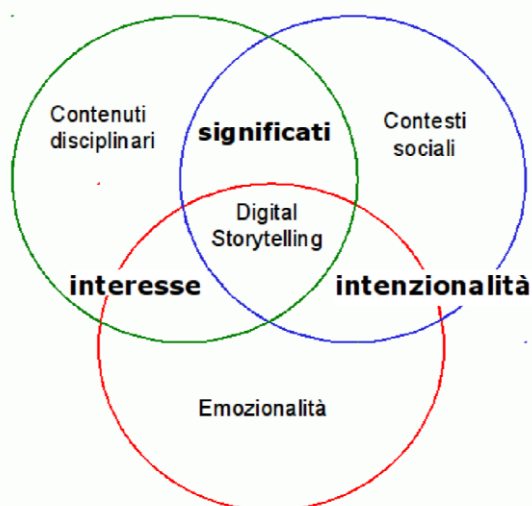 Contenuti
disciplinari
significati
Contesti
sociali
Digital
Storytelling
interesse
intenzionalità
Emozionalità